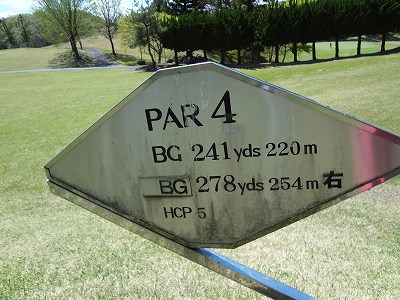 PAR 4
BG 241 yds 220 m
BG 278 yds 254 m 右
HCP 5